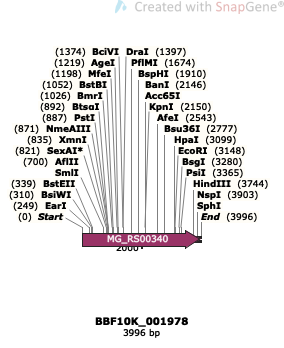 Created with SnapGene®
(1374) BciVI DraI (1397)
(1219) AgeI PflMI (1674)
(1198) MfeI BspHI (1910)
(1052) BstBI BanI (2146)
(1026) BmrI Acc65I
(892) BtsαI KpnI (2150)
(887) PstI AfeI (2543)
(871) NmeAIII Bsu36I (2777)
(835) XmnI HpaI (3099)
(821) SexAI* EcoRI (3148)
(700) AflII BsgI (3280)
SmlI PsiI (3365)
(339) BstEII HindIII (3744)
(310) BsiWI NspI (3903)
(249) EarI SphI
(0) Start End (3996)
MG_RS00340
2000
BBF10K_001978
3996 bp